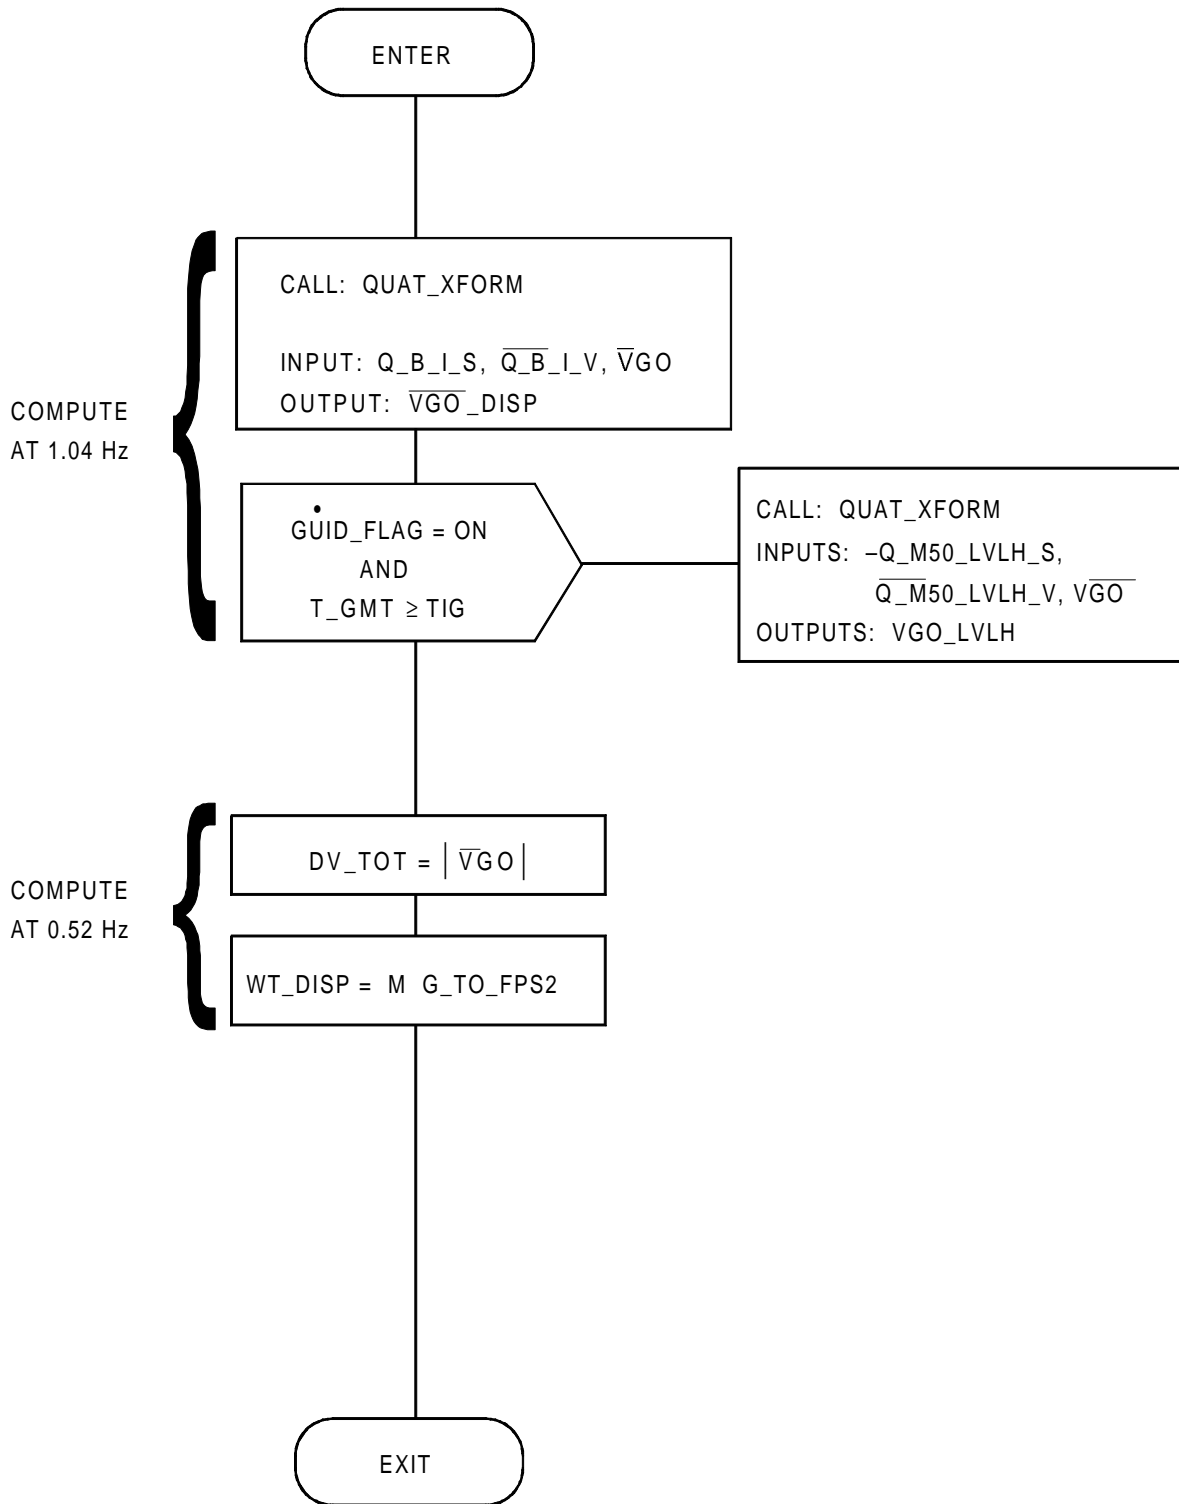 ENTER
CALL: QUAT_XFORM
INPUT: Q_B_I_S, Q_B_I_V, VGO
OUTPUT: VGO_DISP
COMPUTE
AT 1.04 Hz
GUID_FLAG = ON
AND
T_GMT ≥ TIG
CALL: QUAT_XFORM
INPUTS: –Q_M50_LVLH_S,
Q_M50_LVLH_V, VGO
OUTPUTS: VGO_LVLH
COMPUTE
AT 0.52 Hz
DV_TOT = | VGO |
WT_DISP = M G_TO_FPS2
EXIT